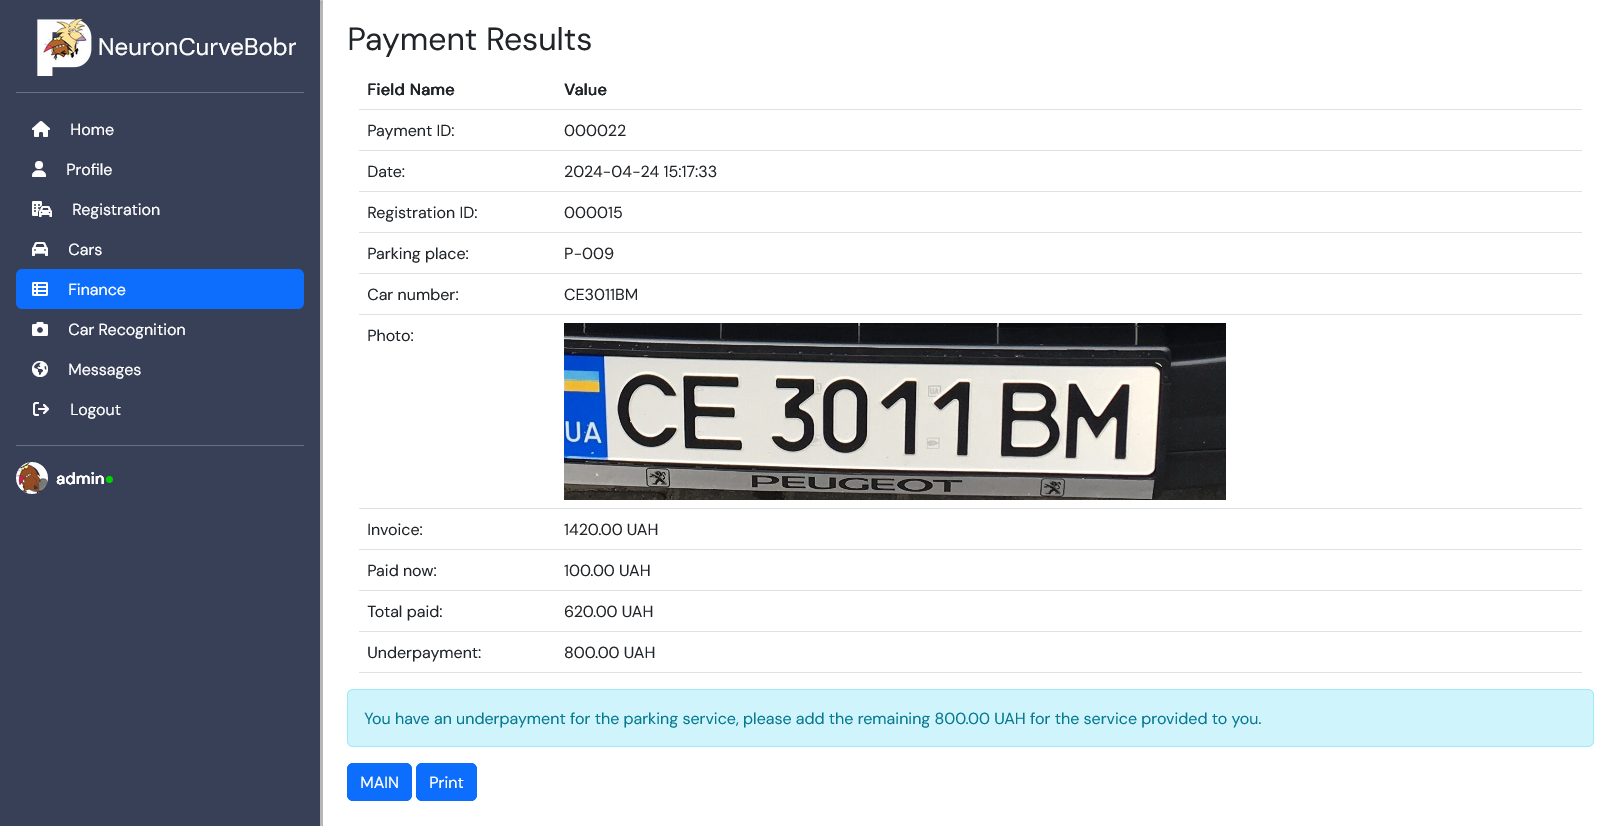 NeuronCurveBobr
Home
Profile
Registration
Cars
Finance
Car Recognition
Messages
Logout
admin
Payment Results
Field Name Value
Payment ID: 000022
Date: 2024-04-24 15:17:33
Registration ID: 000015
Parking place: P-009
Car number: CE3011BM
Photo:
UA CE 3011 BM
PEUGEOT
Invoice: 1420.00 UAH
Paid now: 100.00 UAH
Total paid: 620.00 UAH
Underpayment: 800.00 UAH
You have an underpayment for the parking service, please add the remaining 800.00 UAH for the service provided to you.
MAIN Print